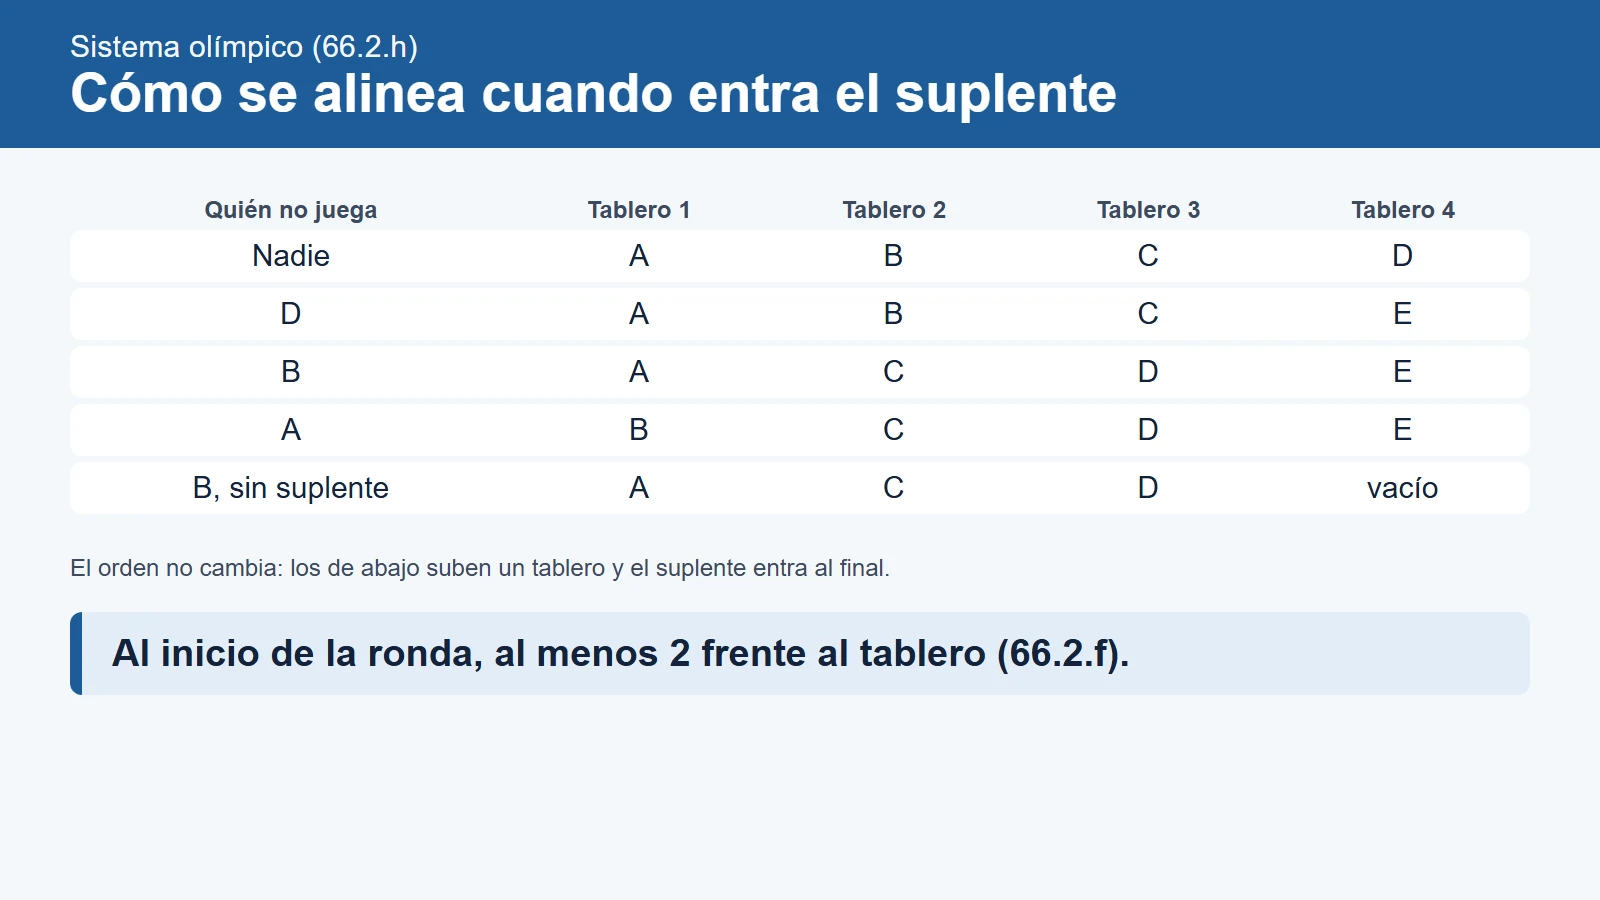 Sistema olímpico (66.2.h)
Cómo se alinea cuando entra el suplente
Quién no juega Tablero 1 Tablero 2 Tablero 3 Tablero 4
Nadie A B C D
D A B C E
B A C D E
A B C D E
B, sin suplente A C D vacío
El orden no cambia: los de abajo suben un tablero y el suplente entra al final.
Al inicio de la ronda, al menos 2 frente al tablero (66.2.f).